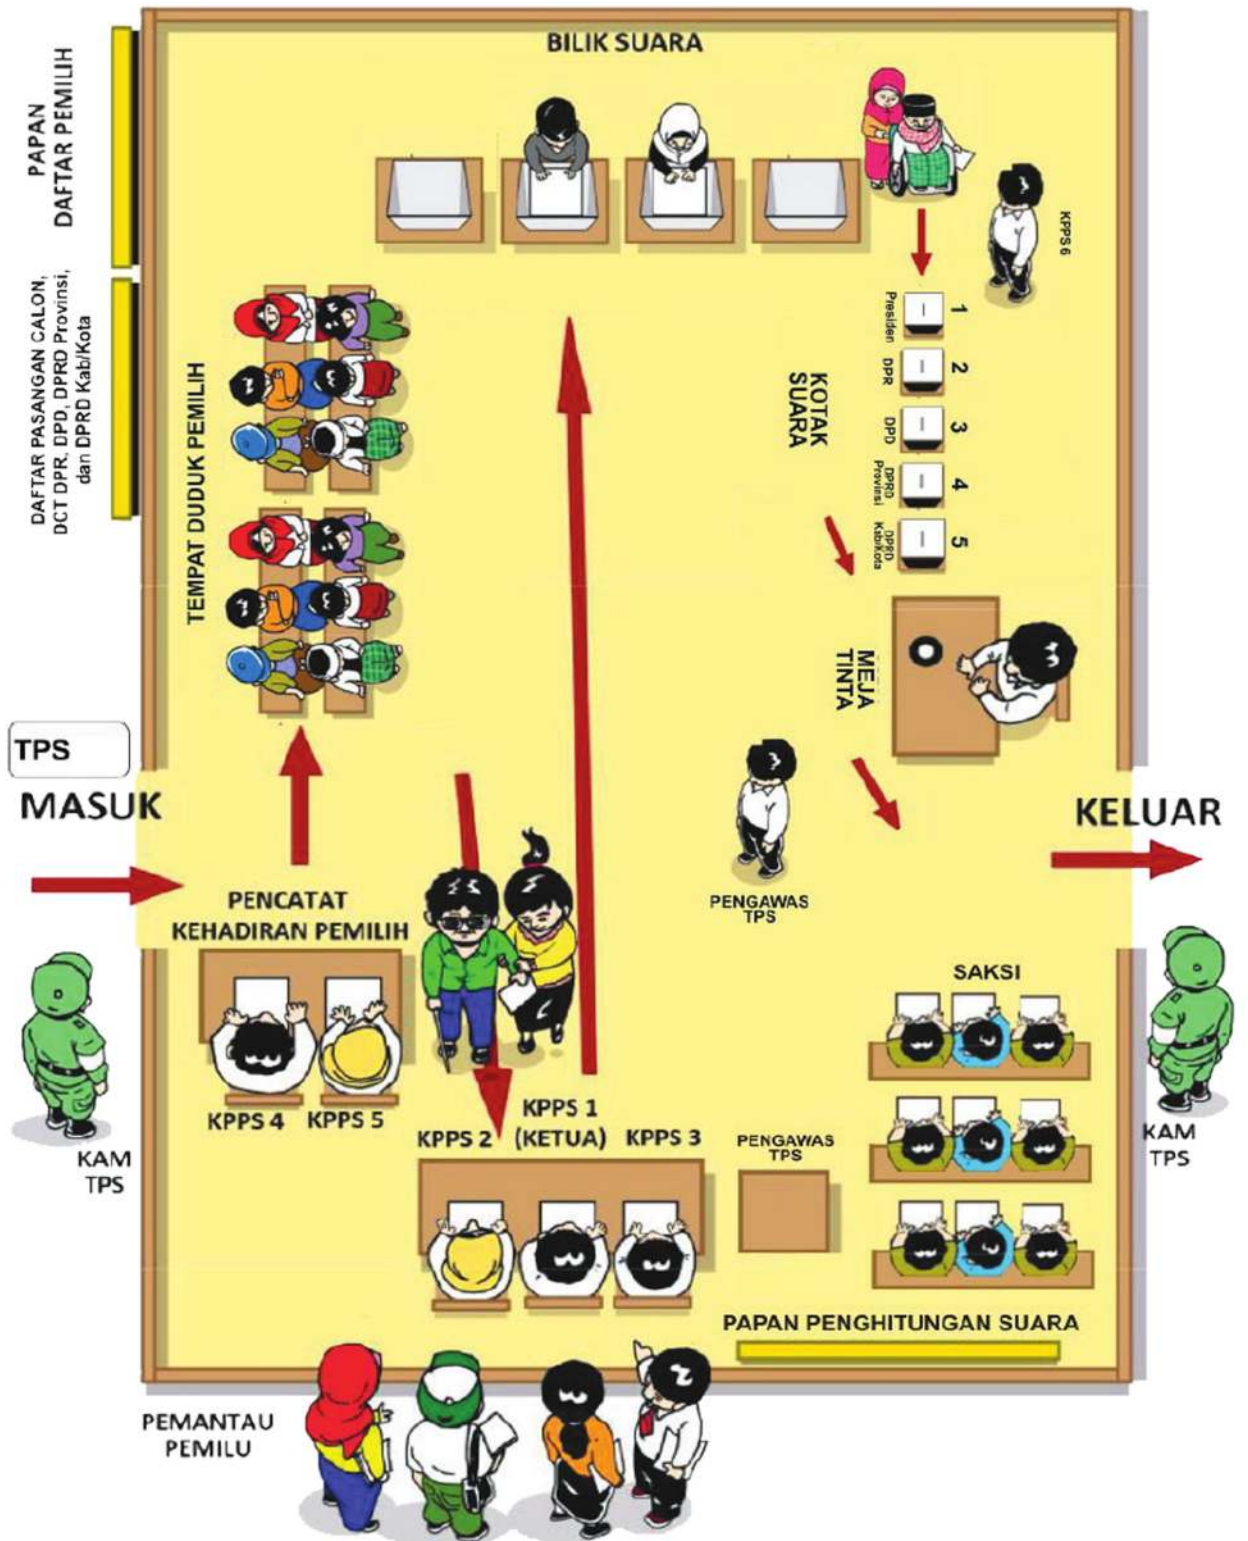 BILIK SUARA
PAPAN
DAFTAR PEMILIH
DAFTAR PASANGAN CALON,
DCT DPR, DPD, DPRD Provinsi,
dan DPRD Kab/Kota
TEMPAT DUDUK PEMILIH
KPPS 6
1
Presiden
2
DPR
3
DPD
4
DPRD
Provinsi
5
DPRD
Kab/Kota
KOTAK
SUARA
MEJA
TINTA
TPS
MASUK
KELUAR
PENCATAT
KEHADIRAN PEMILIH
PENGAWAS
TPS
SAKSI
KPPS 4
KPPS 5
KAM
TPS
KPPS 2
KPPS 1
(KETUA)
KPPS 3
PENGAWAS
TPS
KAM
TPS
PAPAN PENGHITUNGAN SUARA
PEMANTAU
PEMILU